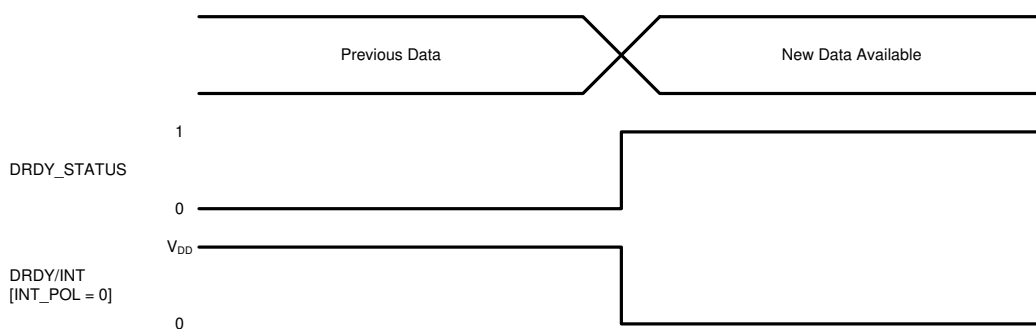 Previous Data
New Data Available
1
DRDY_STATUS
0
VDD
DRDY/INT
[INT_POL = 0]
0